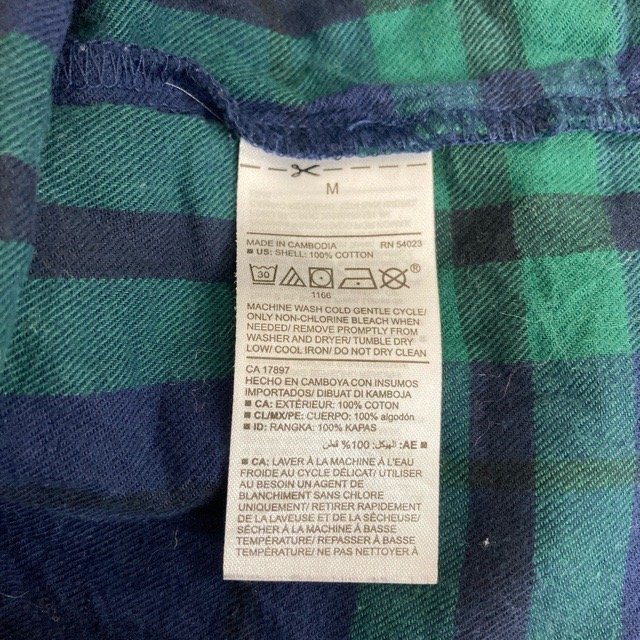 M
MADE IN CAMBODIA RN 54023
■ US: SHELL: 100% COTTON
30
®
1166
MACHINE WASH COLD GENTLE CYCLE/
ONLY NON-CHLORINE BLEACH WHEN
NEEDED/ REMOVE PROMPTLY FROM
WASHER AND DRYER/ TUMBLE DRY
LOW/ COOL IRON/ DO NOT DRY CLEAN
CA 17897
HECHO EN CAMBOYA CON INSUMOS
IMPORTADOS/ DIBUAT DI KAMBOJA
■ CA: EXTÉRIEUR: 100% COTON
■ CL/MX/PE: CUERPO: 100% algodón
■ ID: RANGKA: 100% KAPAS
■ AE: الهيكل: 100% قطن
■ CA: LAVER À LA MACHINE À L'EAU
FROIDE AU CYCLE DÉLICAT/ UTILISER
AU BESOIN UN AGENT DE
BLANCHIMENT SANS CHLORE
UNIQUEMENT/ RETIRER RAPIDEMENT
DE LA LAVEUSE ET DE LA SÉCHEUSE/
SÉCHER À LA MACHINE À BASSE
TEMPÉRATURE/ REPASSER À BASSE
TEMPÉRATURE/ NE PAS NETTOYER À